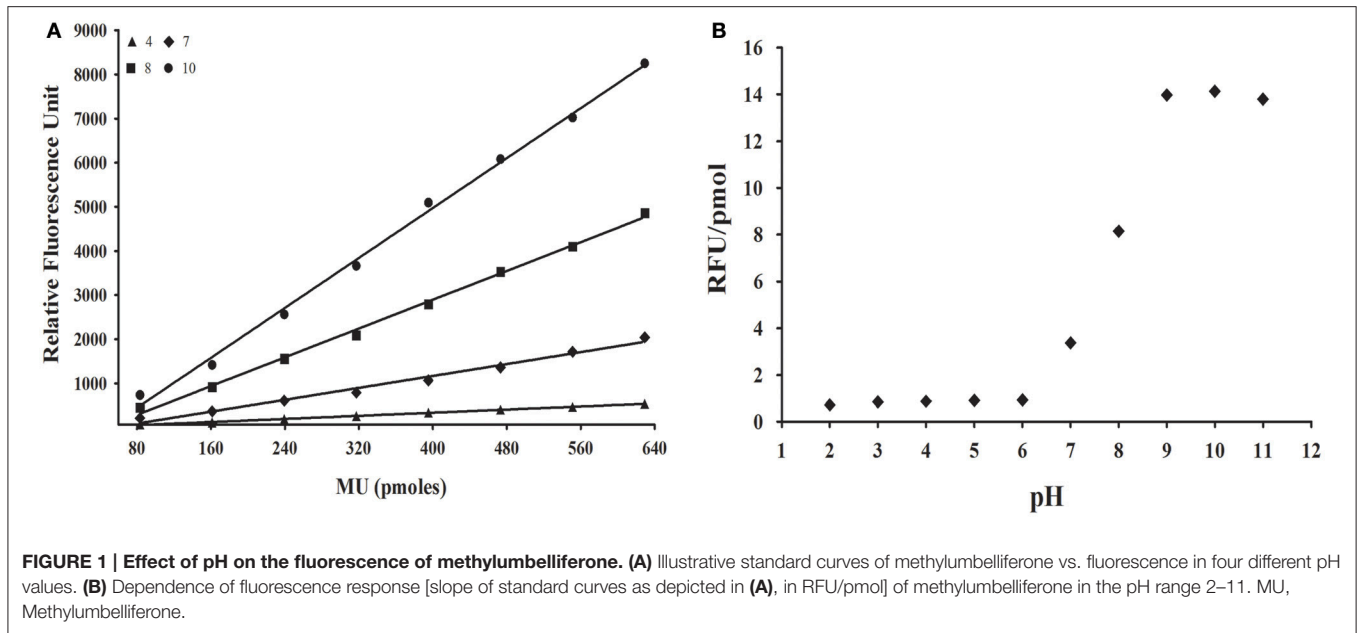 A
9000
8000
7000
6000
5000
4000
3000
2000
1000
4 7
8 10
Relative Fluorescence Unit
80 160 240 320 400 480 560 640
MU (pmoles)
B
16
14
12
10
8
6
4
2
0
RFU/pmol
1 2 3 4 5 6 7 8 9 10 11 12
pH
FIGURE 1 | Effect of pH on the fluorescence of methylumbelliferone. (A) Illustrative standard curves of methylumbelliferone vs. fluorescence in four different pH
values. (B) Dependence of fluorescence response [slope of standard curves as depicted in (A), in RFU/pmol] of methylumbelliferone in the pH range 2–11. MU,
Methylumbelliferone.